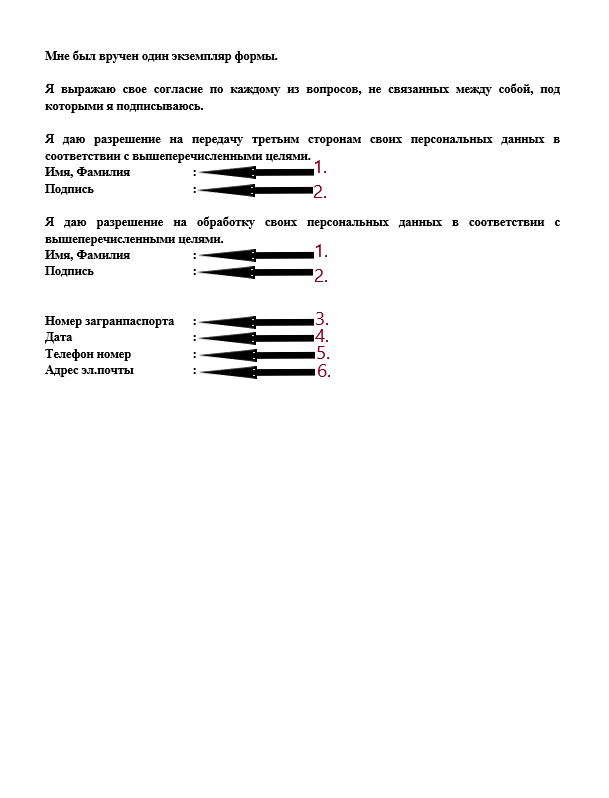 Мне был вручен один экземпляр формы.
Я выражаю свое согласие по каждому из вопросов, не связанных между собой, под
которыми я подписываюсь.
Я даю разрешение на передачу третьим сторонам своих персональных данных в
соответствии с вышеперечисленными целями.
Имя, Фамилия : 1.
Подпись : 2.
Я даю разрешение на обработку своих персональных данных в соответствии с
вышеперечисленными целями.
Имя, Фамилия : 1.
Подпись : 2.
Номер загранпаспорта : 3.
Дата : 4.
Телефон номер : 5.
Адрес эл.почты : 6.